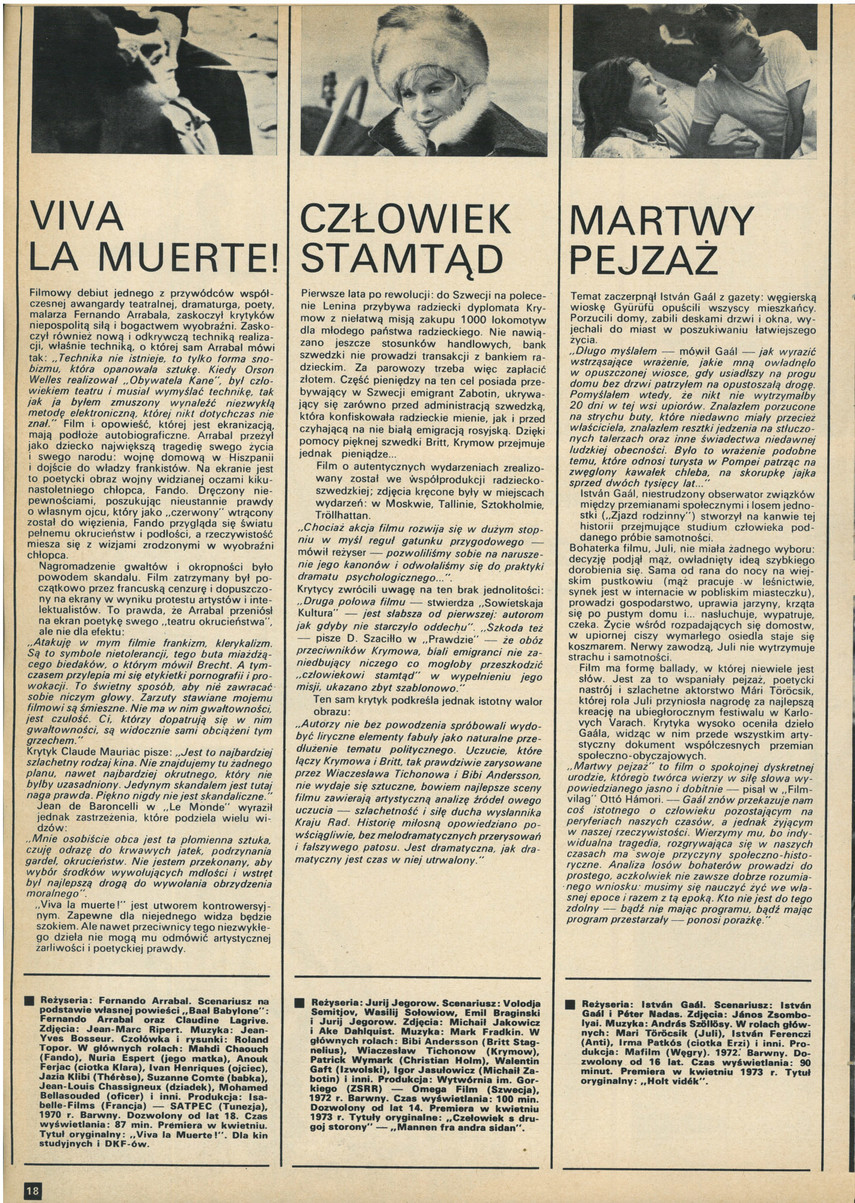 VIVA
LA MUERTE!
Filmowy debiut jednego z przywódców współ-
czesnej awangardy teatralnej, dramaturga, poety,
malarza Fernando Arrabala, zaskoczył krytyków
niepospolitą siłą i bogactwem wyobraźni. Zasko-
czył również nową i odkrywczą techniką realiza-
cji, właśnie techniką, o której sam Arrabal mówi
tak: „Technika nie istnieje, to tylko forma sno-
bizmu, która opanowała sztukę. Kiedy Orson
Welles realizował „Obywatela Kane", był czło-
wiekiem teatru i musiał wymyślać technikę, tak
jak ja byłem zmuszony wynaleźć niezwykłą
metodę elektroniczną, której nikt dotychczas nie
znał." Film i opowieść, której jest ekranizacją,
mają podłoże autobiograficzne. Arrabal przeżył
jako dziecko największą tragedię swego życia
i swego narodu: wojnę domową w Hiszpanii
i dojście do władzy frankistów. Na ekranie jest
to poetycki obraz wojny widzianej oczami kiku-
nastoletniego chłopca, Fando. Dręczony nie-
pewnościami, poszukując nieustannie prawdy
o własnym ojcu, który jako „czerwony" wtrącony
został do więzienia, Fando przygląda się światu
pełnemu okrucieństw i podłości, a rzeczywistość
miesza się z wizjami zrodzonymi w wyobraźni
chłopca.
Nagromadzenie gwałtów i okropności było
powodem skandalu. Film zatrzymany był po-
czątkowo przez francuską cenzurę i dopuszczo-
ny na ekrany w wyniku protestu artystów i inte-
lektualistów. To prawda, że Arrabal przeniósł
na ekran poetykę swego „teatru okrucieństwa",
ale nie dla efektu:
„Atakuję w mym filmie frankizm, klerykalizm.
Są to symbole nietolerancji, tego buta miażdżą-
cego biedaków, o którym mówił Brecht. A tym-
czasem przylepia mi się etykietki pornografii i pro-
wokacji. To świetny sposób, aby nie zawracać
sobie niczym głowy. Zarzuty stawiane mojemu
filmowi są śmieszne. Nie ma w nim gwałtowności,
jest czułość. Ci, którzy dopatrują się w nim
gwałtowności, są widocznie sami obciążeni tym
grzechem."
Krytyk Claude Mauriac pisze: „Jest to najbardziej
szlachetny rodzaj kina. Nie znajdujemy tu żadnego
planu, nawet najbardziej okrutnego, który nie
byłby uzasadniony. Jedynym skandalem jest tutaj
naga prawda. Piękno nigdy nie jest skandaliczne."
Jean de Baroncelli w „Le Monde" wyraził
jednak zastrzeżenie, które podziela wielu wi-
dzów:
„Mnie osobiście obca jest ta płomienna sztuka,
czuję odrazę do krwawych jatek, podrzynania
gardeł, okrucieństw. Nie jestem przekonany, aby
wybór środków wywołujących mdłości i wstręt
był najlepszą drogą do wywołania obrzydzenia
moralnego".
„Viva la muerte!" jest utworem kontrowersyj-
nym. Zapewne dla niejednego widza będzie
szokiem. Ale nawet przeciwnicy tego niezwykłe-
go dzieła nie mogą mu odmówić artystycznej
żarliwości i poetyckiej prawdy.
■ Reżyseria: Fernando Arrabal. Scenariusz na
podstawie własnej powieści „Baal Babylone":
Fernando Arrabal oraz Claudine Lagrive.
Zdjęcia: Jean-Marc Ripert. Muzyka: Jean-
Yves Bosseur. Czołówka i rysunki: Roland
Topor. W głównych rolach: Mahdi Chaouch
(Fando), Nuria Espert (jego matka), Anouk
Ferjac (ciotka Klara), Ivan Henriques (ojciec),
Jazia Klibi (Thérèse), Suzanne Comte (babka),
Jean-Louis Chassigneux (dziadek), Mohamed
Bellasouded (oficer) i inni. Produkcja: Isa-
belle-Films (Francja) — SATPEC (Tunezja),
1970 r. Barwny. Dozwolony od lat 18. Czas
wyświetlania: 87 min. Premiera w kwietniu.
Tytuł oryginalny: „Viva la Muerte!". Dla kin
studyjnych i DKF-ów.
CZŁOWIEK
STAMTĄD
Pierwsze lata po rewolucji: do Szwecji na polece-
nie Lenina przybywa radziecki dyplomata Kry-
mow z niełatwą misją zakupu 1000 lokomotyw
dla młodego państwa radzieckiego. Nie nawią-
zano jeszcze stosunków handlowych, bank
szwedzki nie prowadzi transakcji z bankiem ra-
dzieckim. Za parowozy trzeba więc zapłacić
złotem. Część pieniędzy na ten cel posiada prze-
bywający w Szwecji emigrant Zabotin, ukrywa-
jący się zarówno przed administracją szwedzką,
która konfiskowała radzieckie mienie, jak i przed
czyhającą na nie białą emigracją rosyjską. Dzięki
pomocy pięknej szwedki Britt, Krymow przejmuje
jednak pieniądze...
Film o autentycznych wydarzeniach zrealizo-
wany został we współprodukcji radziecko-
szwedzkiej; zdjęcia kręcone były w miejscach
wydarzeń: w Moskwie, Tallinie, Sztokholmie,
Tröllhattan.
„Chociaż akcja filmu rozwija się w dużym stop-
niu w myśl reguł gatunku przygodowego —
mówił reżyser — pozwoliliśmy sobie na narusze-
nie jego kanonów i odwołaliśmy się do praktyki
dramatu psychologicznego...".
Krytycy zwrócili uwagę na ten brak jednolitości:
„Druga połowa filmu — stwierdza „Sowietskaja
Kultura" — jest słabsza od pierwszej: autorom
jak gdyby nie starczyło oddechu". „Szkoda też
— pisze D. Szaciłło w „Prawdzie" — że obóz
przeciwników Krymowa, biali emigranci nie za-
niedbujący niczego co mogłoby przeszkodzić
„człowiekowi stamtąd" w wypełnieniu jego
misji, ukazano zbyt szablonowo."
Ten sam krytyk podkreśla jednak istotny walor
obrazu:
„Autorzy nie bez powodzenia spróbowali wydo-
być liryczne elementy fabuły jako naturalne prze-
dłużenie tematu politycznego. Uczucie, które
łączy Krymowa i Britt, tak prawdziwie zarysowane
przez Wiaczesława Tichonowa i Bibi Andersson,
nie wydaje się sztuczne, bowiem najlepsze sceny
filmu zawierają artystyczną analizę źródeł owego
uczucia — szlachetność i siłę ducha wysłannika
Kraju Rad. Historię miłosną opowiedziano po-
wściągliwie, bez melodramatycznych przerysowań
i fałszywego patosu. Jest dramatyczna, jak dra-
matyczny jest czas w niej utrwalony."
■ Reżyseria: Jurij Jegorow. Scenariusz: Volodja
Semitjov, Wasilij Sołowiow, Emil Braginski
i Jurij Jegorow. Zdjęcia: Michaił Jakowicz
i Ake Dahlquist. Muzyka: Mark Fradkin. W
głównych rolach: Bibi Andersson (Britt Stag-
nelius), Wiaczesław Tichonow (Krymow),
Patrick Wymark (Christian Holm), Walentin
Gaft (Izwolski), Igor Jasułowicz (Michaił Za-
botin) i inni. Produkcja: Wytwórnia im. Gor-
kiego (ZSRR) — Omega Film (Szwecja),
1972 r. Barwny. Czas wyświetlania: 100 min.
Dozwolony od lat 14. Premiera w kwietniu
1973 r. Tytuły oryginalne: „Człowiek s dru-
goj storony" — „Mannen fra andra sidan".
MARTWY
PEJZAŻ
Temat zaczerpnął István Gaál z gazety: węgierską
wioskę Gyürüfü opuścili wszyscy mieszkańcy.
Porzucili domy, zabili deskami drzwi i okna, wy-
jechali do miast w poszukiwaniu łatwiejszego
życia.
„Długo myślałem — mówił Gaál — jak wyrazić
wstrząsające wrażenie, jakie mną owładnęło
w opuszczonej wiosce, gdy usiadłszy na progu
domu bez drzwi patrzyłem na opustoszałą drogę.
Pomyślałem wtedy, że nikt nie wytrzymałby
20 dni w tej wsi upiorów. Znalazłem porzucone
na strychu buty, które niedawno miały przecież
właściciela, znalazłem resztki jedzenia na stłuczo-
nych talerzach oraz inne świadectwa niedawnej
ludzkiej obecności. Było to wrażenie podobne
temu, które odnosi turysta w Pompei patrząc na
zwęglony kawałek chleba, na skorupkę jajka
sprzed dwóch tysięcy lat..."
István Gaál, niestrudzony obserwator związków
między przemianami społecznymi i losem jedno-
stki („Zjazd rodzinny") stworzył na kanwie tej
historii przejmujące studium człowieka pod-
danego próbie samotności.
Bohaterka filmu, Juli, nie miała żadnego wyboru:
decyzję podjął mąż, owładnięty ideą szybkiego
dorobienia się. Sama od rana do nocy na wiej-
skim pustkowiu (mąż pracuje w leśnictwie,
synek jest w internacie w pobliskim miasteczku),
prowadzi gospodarstwo, uprawia jarzyny, krząta
się po pustym domu i... nasłuchuje, wypatruje,
czeka. Życie wśród rozpadających się domostw,
w upiornej ciszy wymarłego osiedla staje się
koszmarem. Nerwy zawodzą, Juli nie wytrzymuje
strachu i samotności.
Film ma formę ballady, w której niewiele jest
słów. Jest za to wspaniały pejzaż, poetycki
nastrój i szlachetne aktorstwo Mári Törőcsik,
której rola Juli przyniosła nagrodę za najlepszą
kreację na ubiegłorocznym festiwalu w Karlo-
vych Varach. Krytyka wysoko oceniła dzieło
Gaála, widząc w nim przede wszystkim arty-
styczny dokument współczesnych przemian
społeczno-obyczajowych.
„Martwy pejzaż" to film o spokojnej dyskretnej
urodzie, którego twórca wierzy w siłę słowa wy-
powiedzianego jasno i dobitnie — pisał w „Film-
vilag" Ottó Hámori. — Gaál znów przekazuje nam
coś istotnego o człowieku pozostającym na
peryferiach naszych czasów, a jednak żyjącym
w naszej rzeczywistości. Wierzymy mu, bo indy-
widualna tragedia, rozgrywająca się w naszych
czasach ma swoje przyczyny społeczno-histo-
ryczne. Analiza losów bohaterów prowadzi do
prostego, aczkolwiek nie zawsze dobrze rozumia-
nego wniosku: musimy się nauczyć żyć we wła-
snej epoce i razem z tą epoką. Kto nie jest do tego
zdolny — bądź nie mając programu, bądź mając
program przestarzały — ponosi porażkę."
■ Reżyseria: István Gaál. Scenariusz: István
Gaál i Péter Nadas. Zdjęcia: János Zsombo-
lyai. Muzyka: András Szöllösy. W rolach głów-
nych: Mari Töröcsik (Juli), István Ferenczi
(Anti), Irma Patkós (ciotka Erzi) i inni. Pro-
dukcja: Mafilm (Węgry). 1972. Barwny. Do-
zwolony od 16 lat. Czas wyświetlania: 90
minut. Premiera w kwietniu 1973 r. Tytuł
oryginalny: „Holt vidék".
18